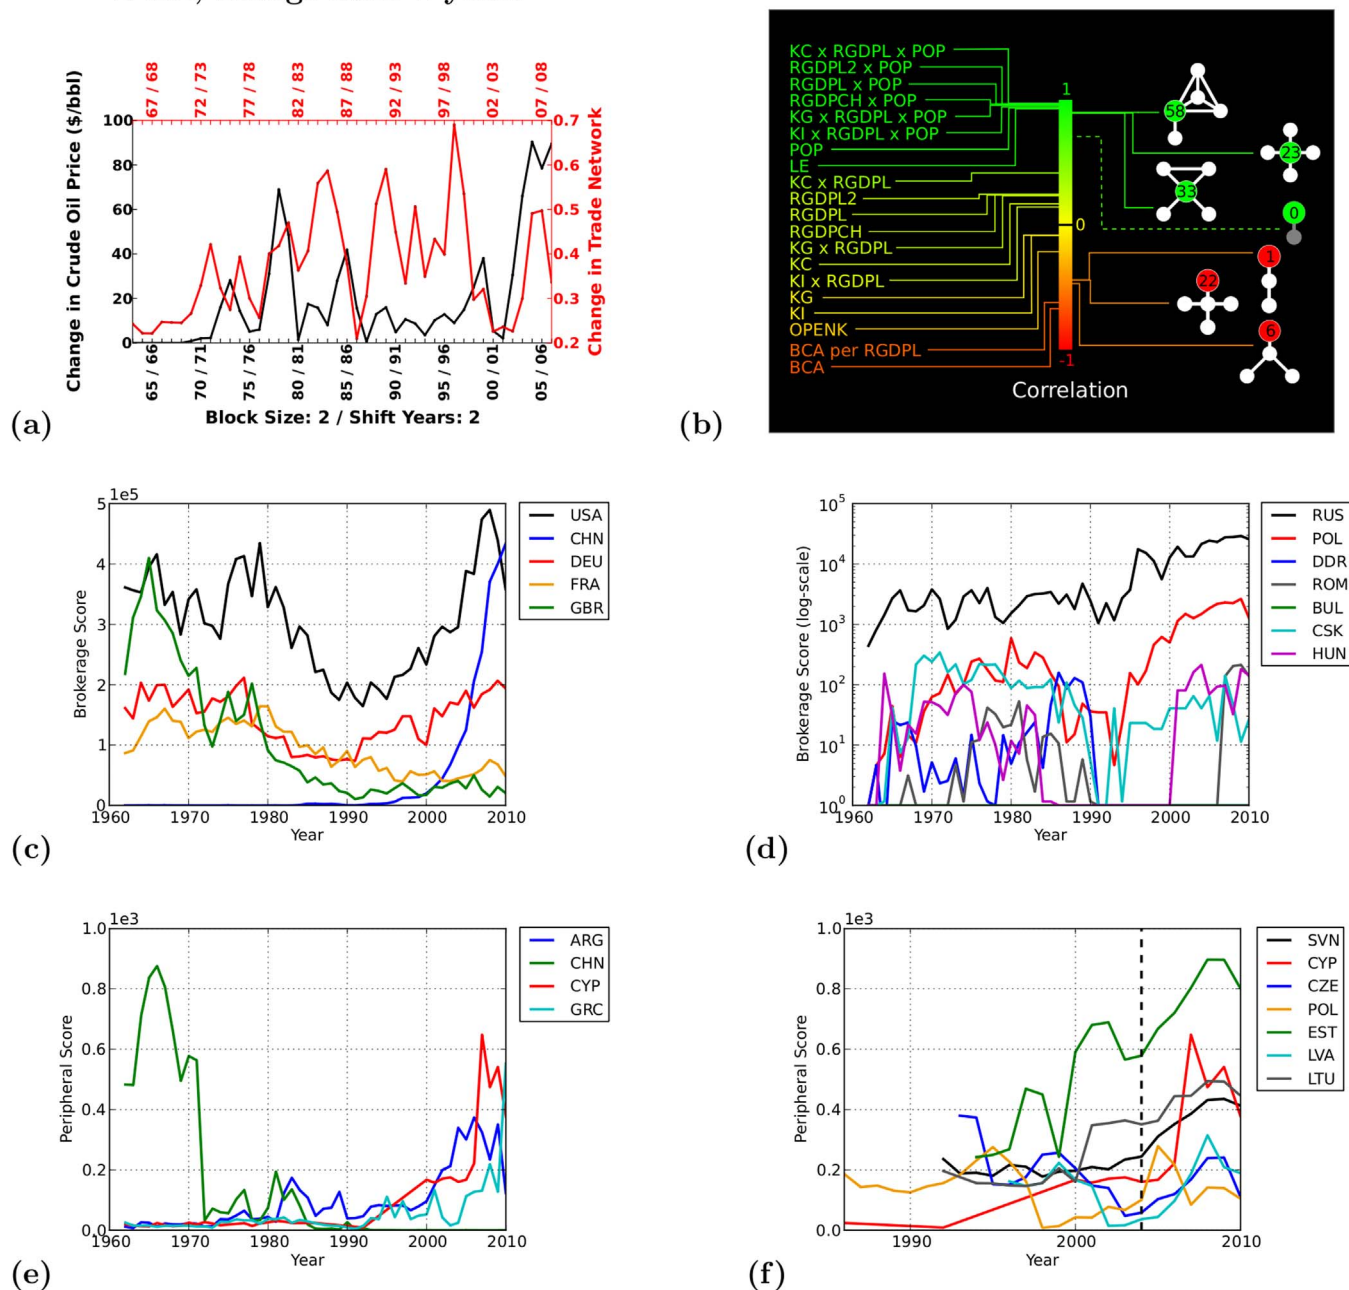 67 / 68
72 / 73
77 / 78
82 / 83
87 / 88
92 / 93
97 / 98
02 / 03
07 / 08
Change in Crude Oil Price ($/bbl)
100
80
60
40
20
0
0.7
0.6
0.5
0.4
0.3
0.2
Change in Trade Network
65 / 66
70 / 71
75 / 76
80 / 81
85 / 86
90 / 91
95 / 96
00 / 01
05 / 06
Block Size: 2 / Shift Years: 2
(a)
KC x RGDPL x POP
RGDPL2 x POP
RGDPL x POP
RGDPCH x POP
KG x RGDPL x POP
KI x RGDPL x POP
POP
LE
KC x RGDPL
RGDPL2
RGDPL
RGDPCH
KG x RGDPL
KC
KI x RGDPL
KG
KI
OPENK
BCA per RGDPL
BCA
1
0
-1
58
23
33
0
1
22
6
Correlation
(b)
1e5
5
4
3
2
1
0
Brokerage Score
1960
1970
1980
1990
2000
2010
Year
USA
CHN
DEU
FRA
GBR
(c)
10^5
10^4
10^3
10^2
10^1
10^0
Brokerage Score (log-scale)
1960
1970
1980
1990
2000
2010
Year
RUS
POL
DDR
ROM
BUL
CSK
HUN
(d)
1e3
1.0
0.8
0.6
0.4
0.2
0.0
Peripheral Score
1960
1970
1980
1990
2000
2010
Year
ARG
CHN
CYP
GRC
(e)
1e3
1.0
0.8
0.6
0.4
0.2
0.0
Peripheral Score
1990
2000
2010
Year
SVN
CYP
CZE
POL
EST
LVA
LTU
(f)